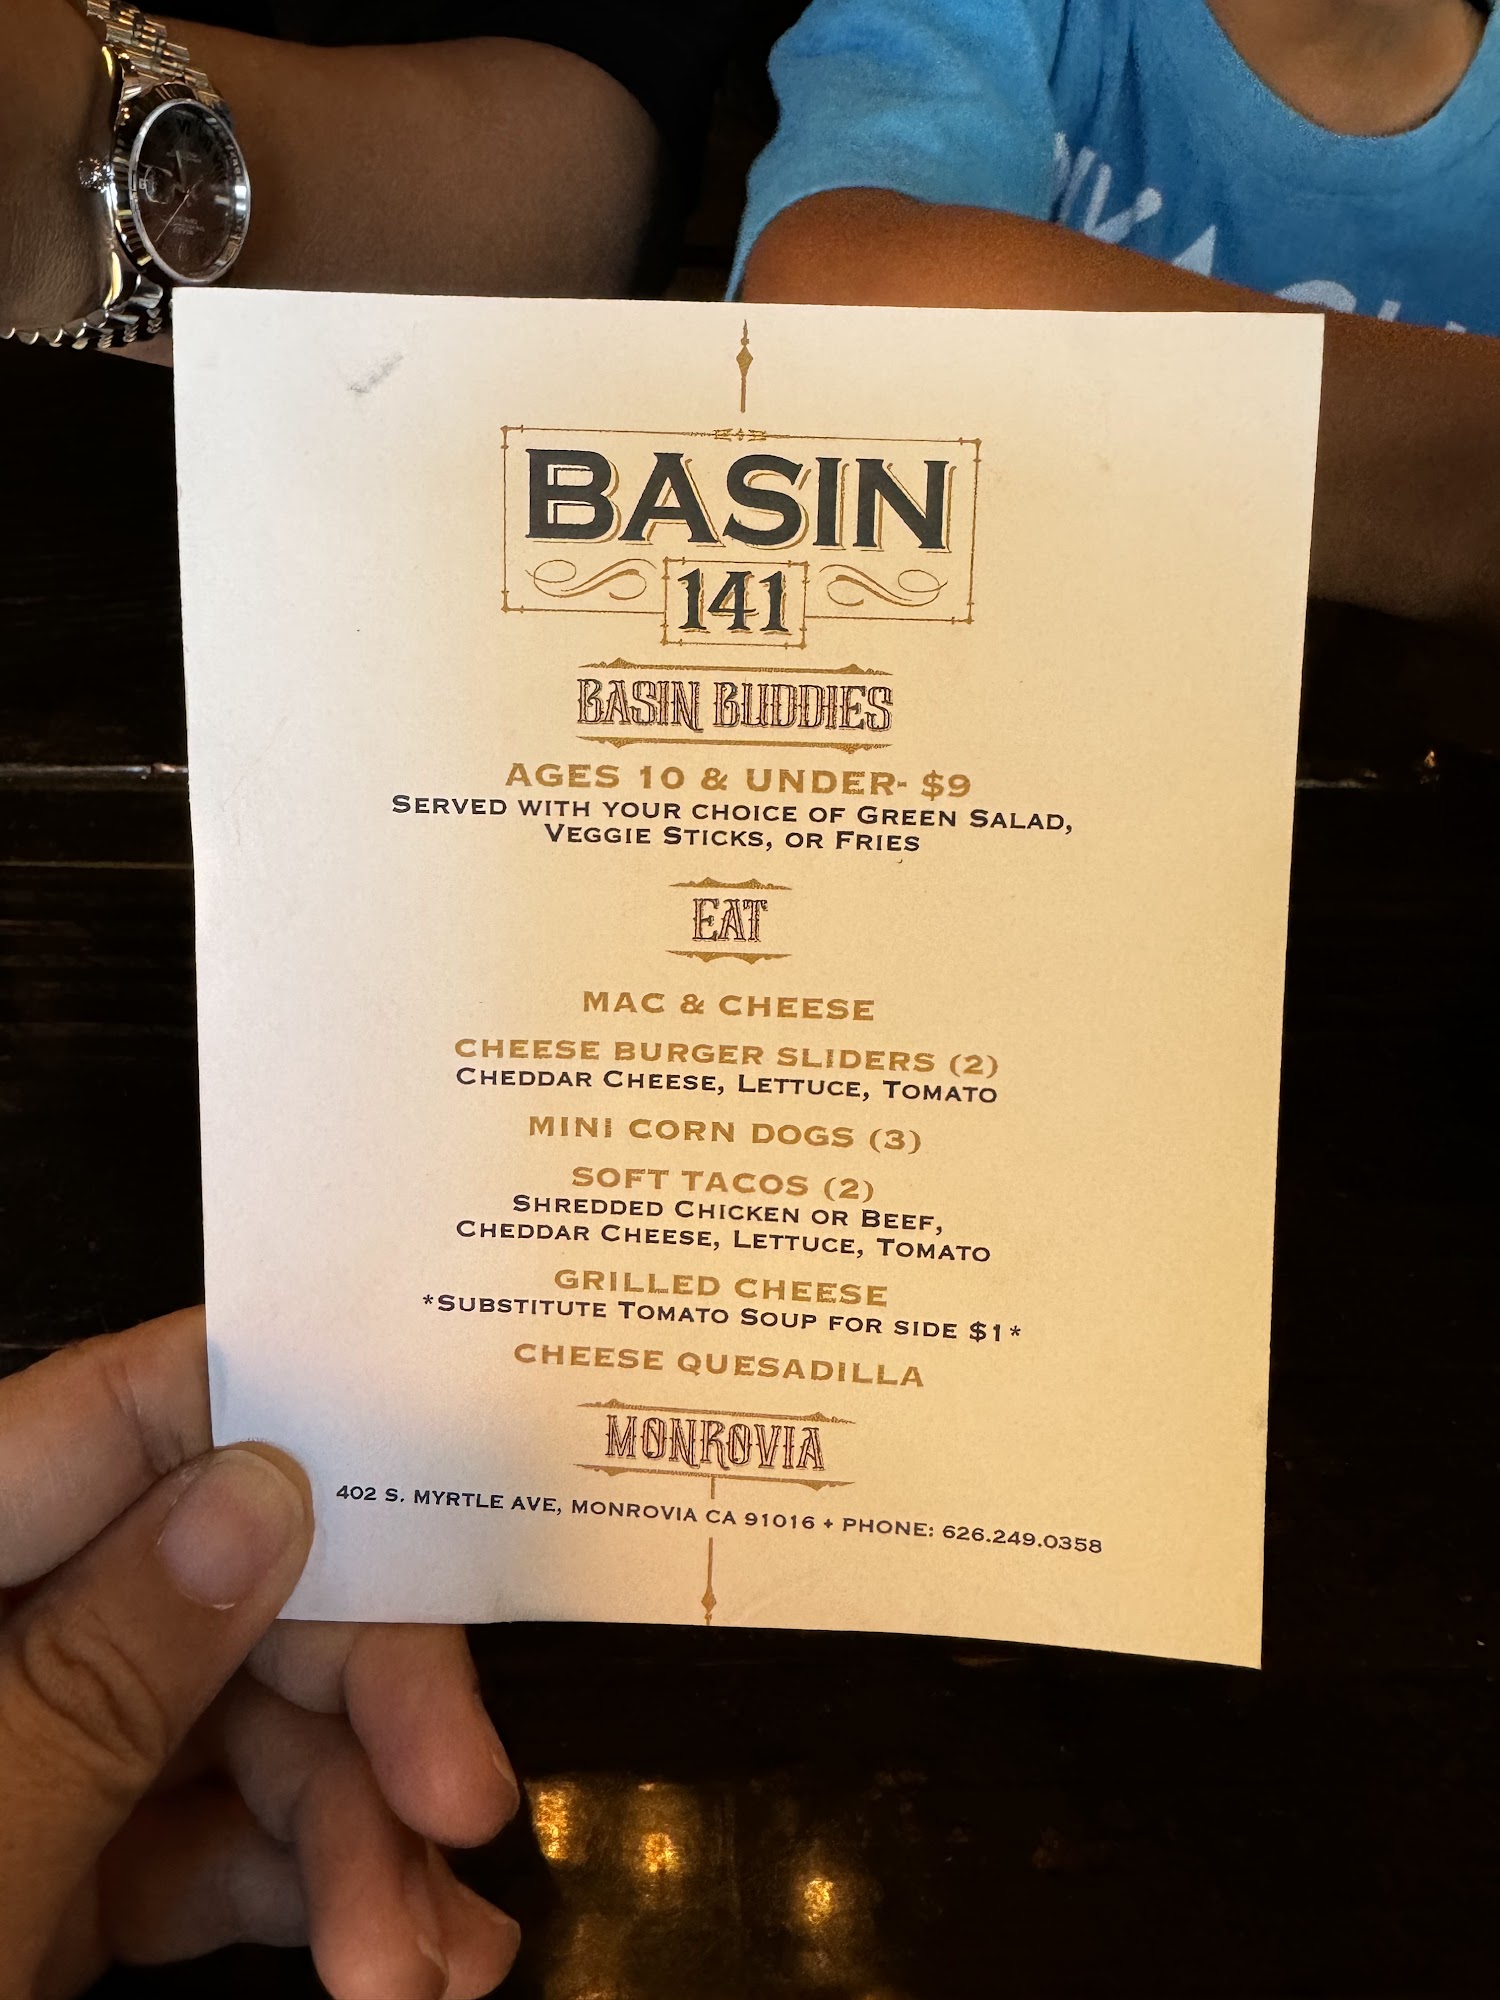 BASIN
141
BASIN BUDDIES
AGES 10 & UNDER- $9
SERVED WITH YOUR CHOICE OF GREEN SALAD,
VEGGIE STICKS, OR FRIES
EAT
MAC & CHEESE
CHEESE BURGER SLIDERS (2)
CHEDDAR CHEESE, LETTUCE, TOMATO
MINI CORN DOGS (3)
SOFT TACOS (2)
SHREDDED CHICKEN OR BEEF,
CHEDDAR CHEESE, LETTUCE, TOMATO
GRILLED CHEESE
*SUBSTITUTE TOMATO SOUP FOR SIDE $1*
CHEESE QUESADILLA
MONROVIA
402 S. MYRTLE AVE, MONROVIA CA 91016 + PHONE: 626.249.0358